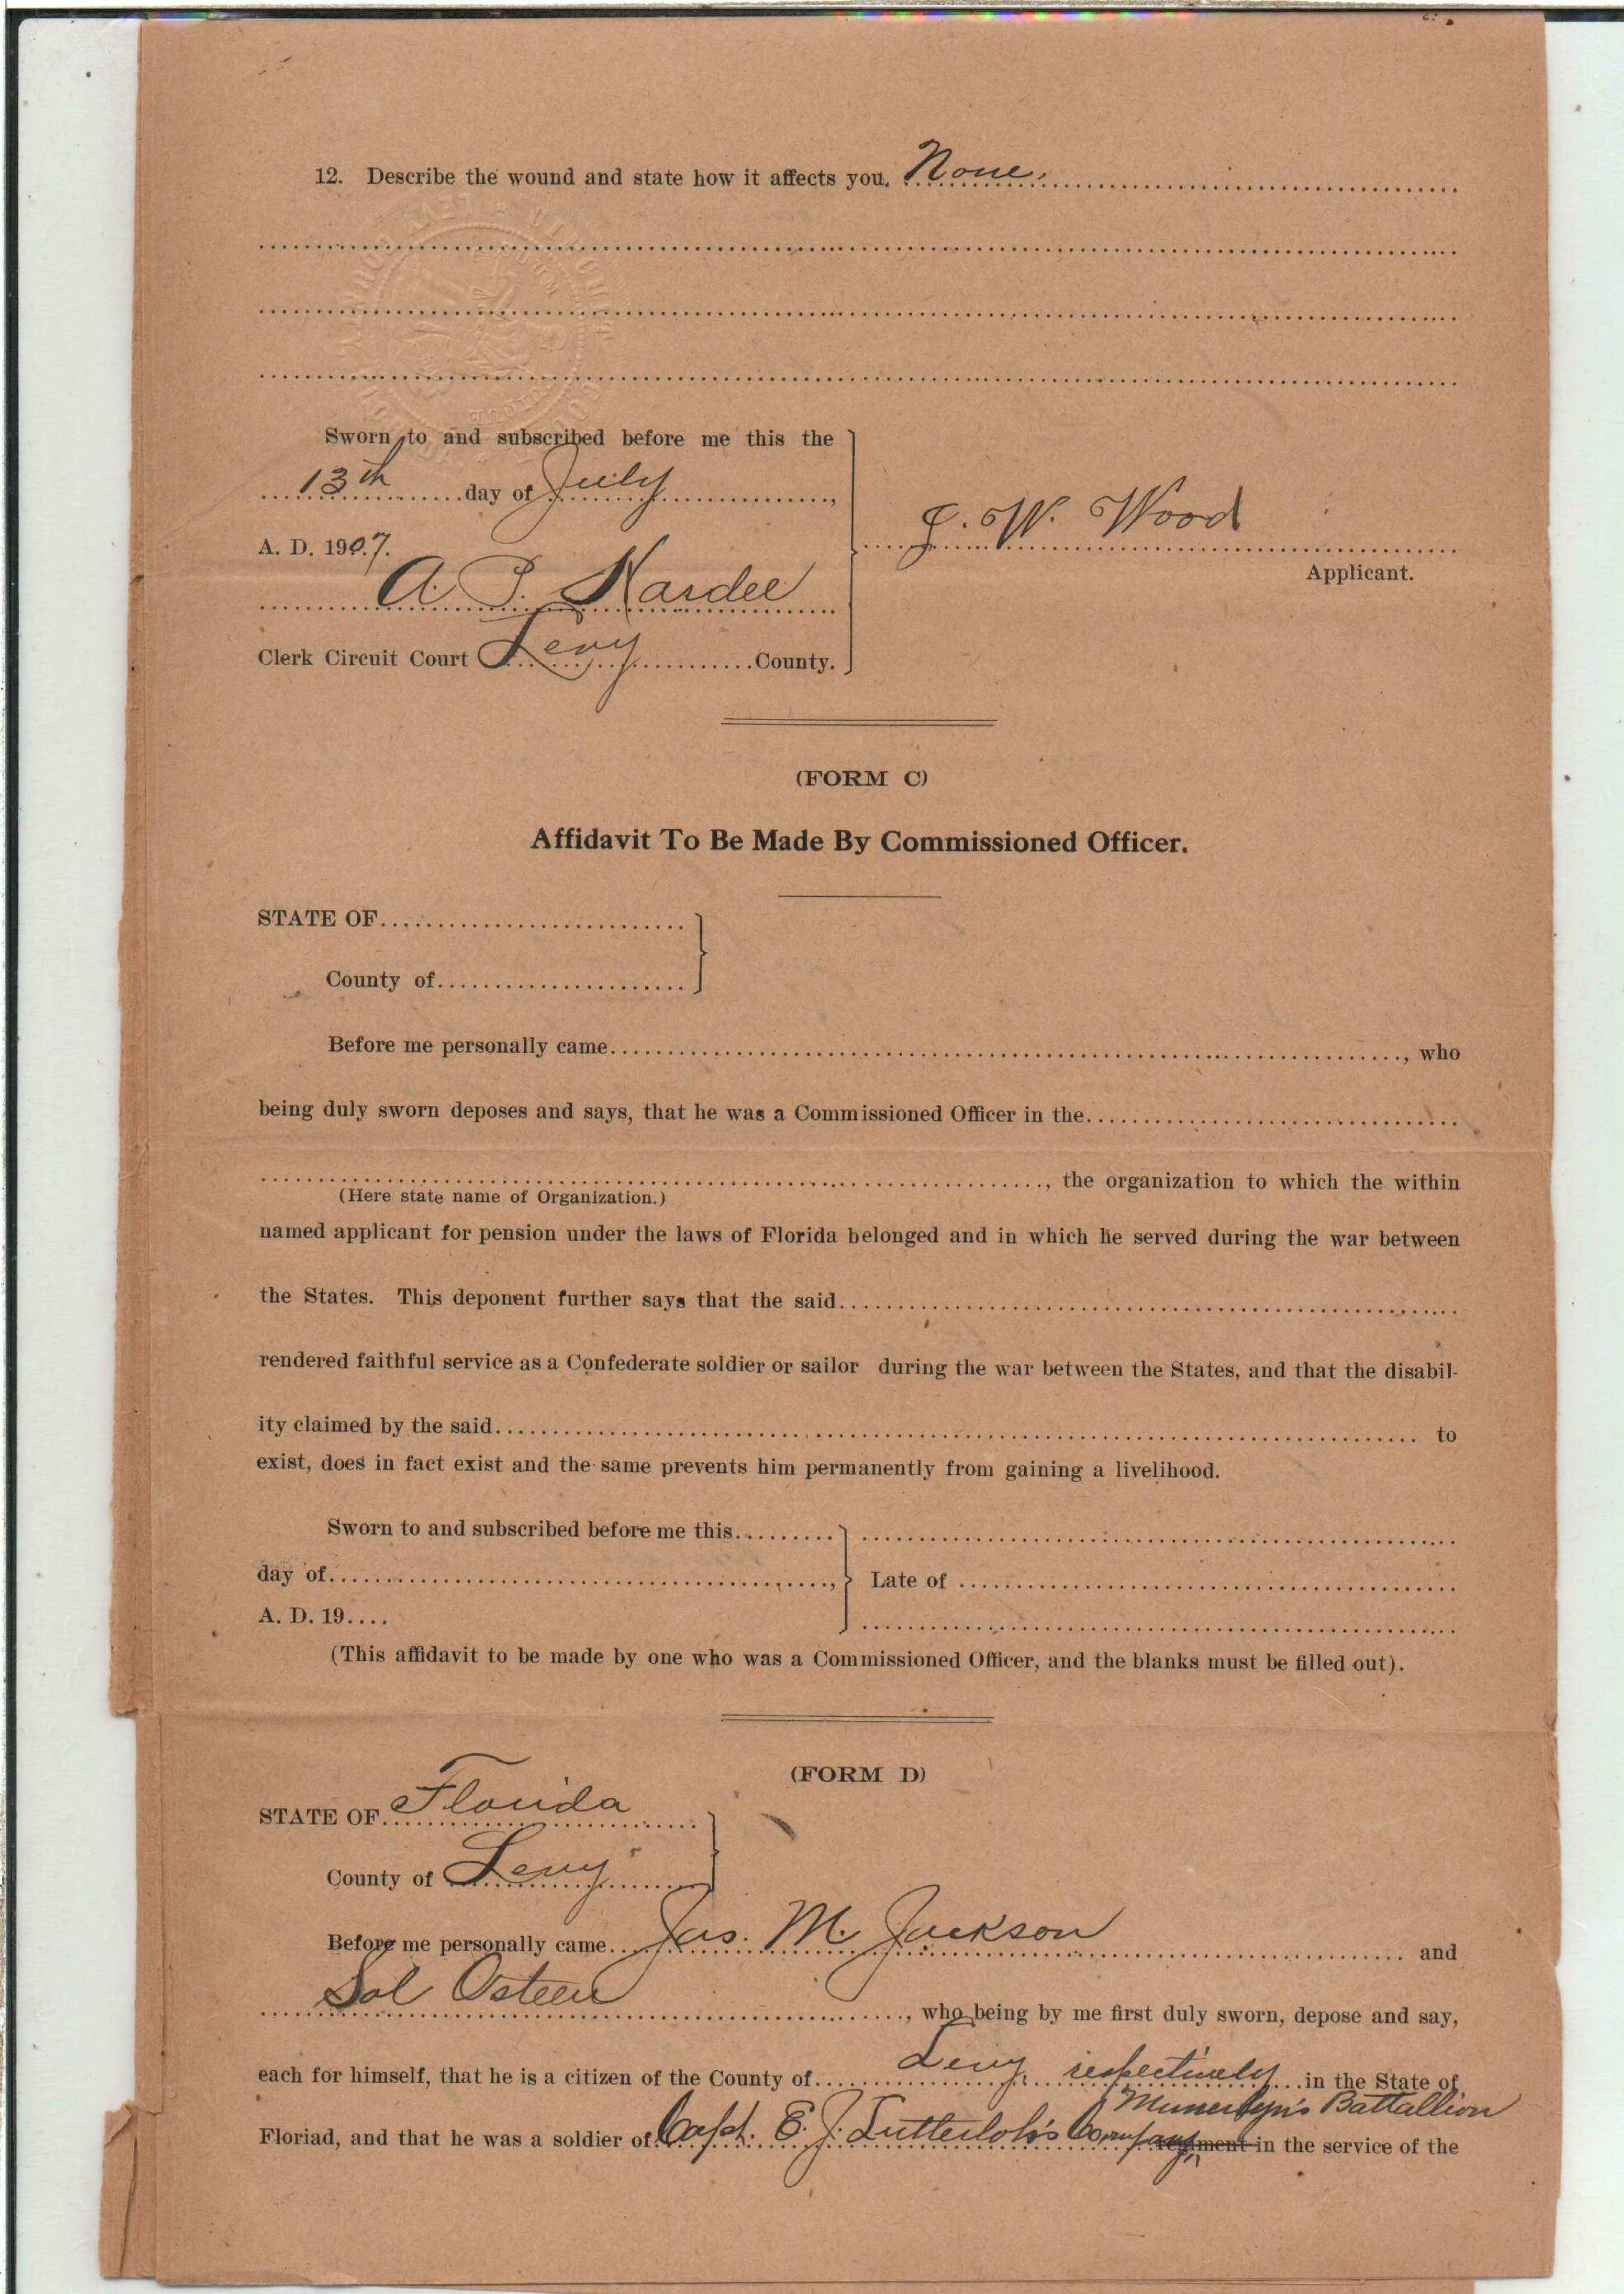 12. Describe the wound and state how it affects you. None.
Sworn to and subscribed before me this the
13th day of July,
A. D. 1907.
J. W. Wood
Applicant.
A. P. Hardee
Clerk Circuit Court Levy County.
(FORM C)
Affidavit To Be Made By Commissioned Officer.
STATE OF
County of
Before me personally came, who
being duly sworn deposes and says, that he was a Commissioned Officer in the
, the organization to which the within
(Here state name of Organization.)
named applicant for pension under the laws of Florida belonged and in which he served during the war between
the States. This deponent further says that the said
rendered faithful service as a Confederate soldier or sailor during the war between the States, and that the disabil-
ity claimed by the said to
exist, does in fact exist and the same prevents him permanently from gaining a livelihood.
Sworn to and subscribed before me this
day of, Late of
A. D. 19
(This affidavit to be made by one who was a Commissioned Officer, and the blanks must be filled out).
(FORM D)
STATE OF Florida
County of Levy
Before me personally came Jas. M. Jackson and
Sol Osteen, who being by me first duly sworn, depose and say,
each for himself, that he is a citizen of the County of Levy respectively in the State of
Munerlyn's Battallion
Floriad, and that he was a soldier of Capt. E. J. Lutterloh's Company, regiment in the service of the